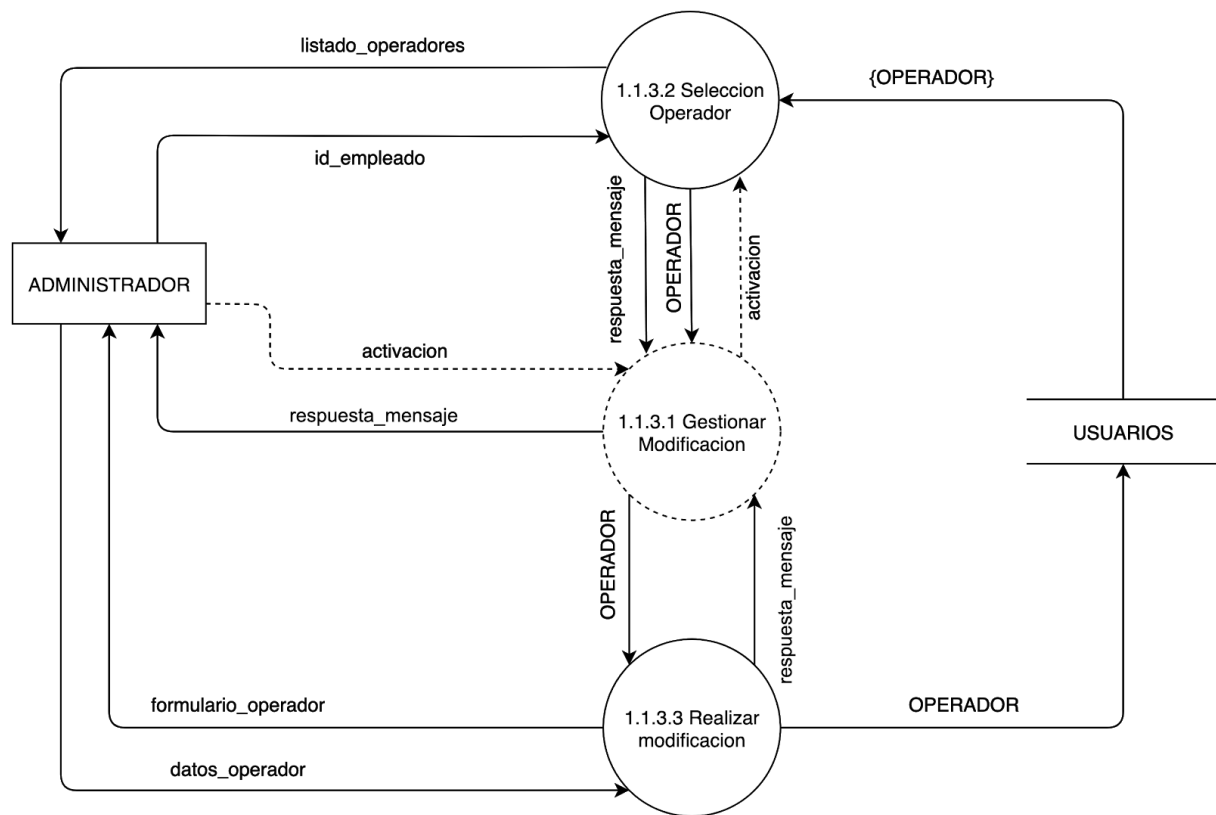 listado_operadores
1.1.3.2 Seleccion
Operador
{OPERADOR}
id_empleado
respuesta_mensaje
OPERADOR
activacion
ADMINISTRADOR
activacion
respuesta_mensaje
1.1.3.1 Gestionar
Modificacion
USUARIOS
OPERADOR
respuesta_mensaje
formulario_operador
1.1.3.3 Realizar
modificacion
OPERADOR
datos_operador